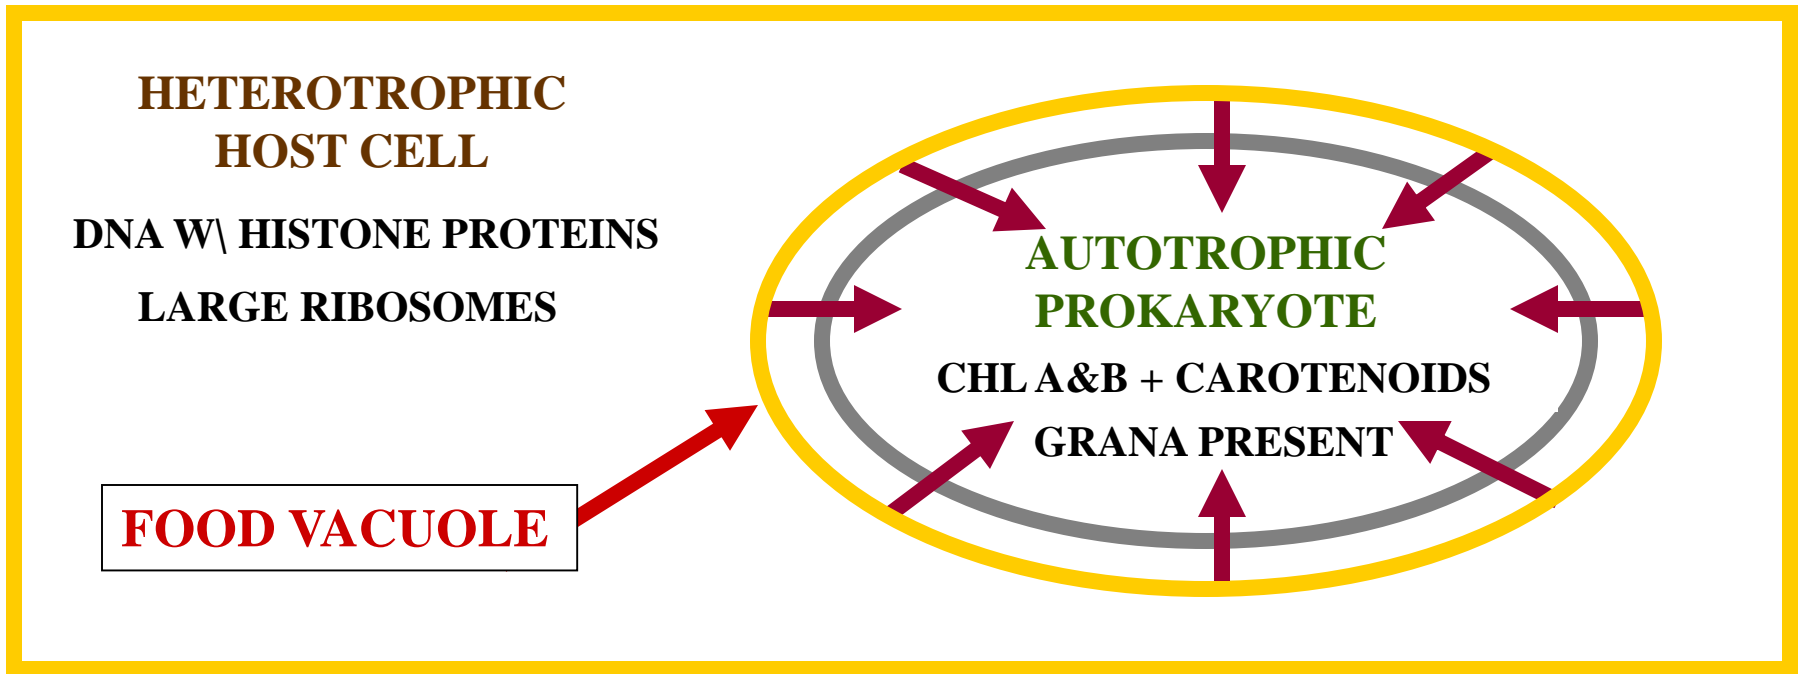 HETEROTROPHIC
HOST CELL
DNA W\ HISTONE PROTEINS
LARGE RIBOSOMES
FOOD VACUOLE
AUTOTROPHIC
PROKARYOTE
CHL A&B + CAROTENOIDS
GRANA PRESENT